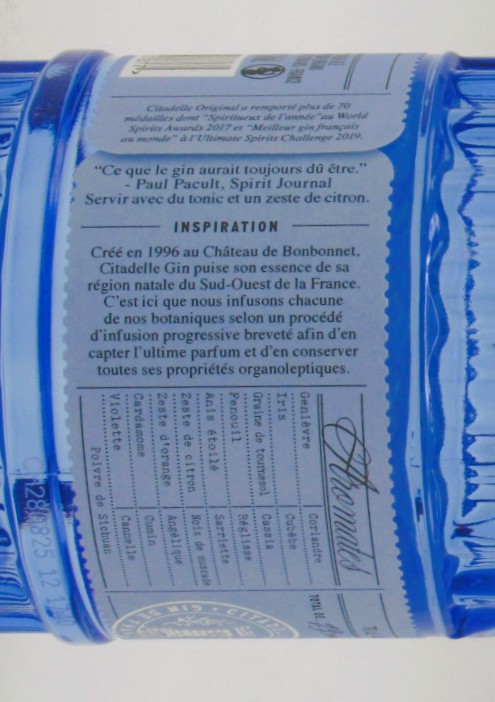 Citadelle Original a remporté plus de 70
médailles dont "Spiritueux de l'année" au World
Spirits Awards 2017 et "Meilleur gin français
au monde" à l'Ultimate Spirits Challenge 2019.
"Ce que le gin aurait toujours dû être."
- Paul Pacult, Spirit Journal
Servir avec du tonic et un zeste de citron.
INSPIRATION
Créé en 1996 au Château de Bonbonnet,
Citadelle Gin puise son essence de sa
région natale du Sud-Ouest de la France.
C'est ici que nous infusons chacune
de nos botaniques selon un procédé
d'infusion progressive breveté afin d'en
capter l'ultime parfum et d'en conserver
toutes ses propriétés organoleptiques.
Aromates
Genièvre Coriandre
Iris Cubèbe
Graine de tournesol Cassia
Fenouil Réglisse
Anis étoilé Sarriette
Zeste de citron Noix de muscade
Zeste d'orange Angélique
Cardamome Cumin
Violette Cannelle
Poivre de Sichuan
TOTAL DE